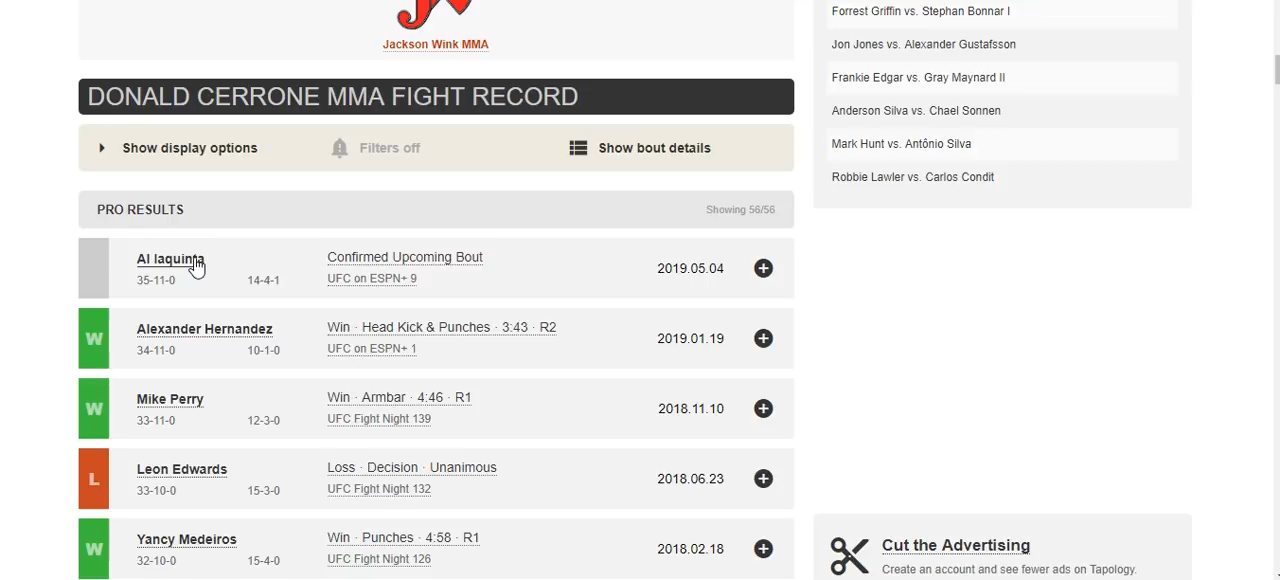 Jackson Wink MMA
DONALD CERRONE MMA FIGHT RECORD
Show display options
Filters off
Show bout details
PRO RESULTS
Showing 56/56
Al Iaquinta
35-11-0
14-4-1
Confirmed Upcoming Bout
UFC on ESPN+ 9
2019.05.04
W
Alexander Hernandez
34-11-0
10-1-0
Win · Head Kick & Punches · 3:43 · R2
UFC on ESPN+ 1
2019.01.19
W
Mike Perry
33-11-0
12-3-0
Win · Armbar · 4:46 · R1
UFC Fight Night 139
2018.11.10
L
Leon Edwards
33-10-0
15-3-0
Loss · Decision · Unanimous
UFC Fight Night 132
2018.06.23
W
Yancy Medeiros
32-10-0
15-4-0
Win · Punches · 4:58 · R1
UFC Fight Night 126
2018.02.18
Forrest Griffin vs. Stephan Bonnar I
Jon Jones vs. Alexander Gustafsson
Frankie Edgar vs. Gray Maynard II
Anderson Silva vs. Chael Sonnen
Mark Hunt vs. Antônio Silva
Robbie Lawler vs. Carlos Condit
Cut the Advertising
Create an account and see fewer ads on Tapology.